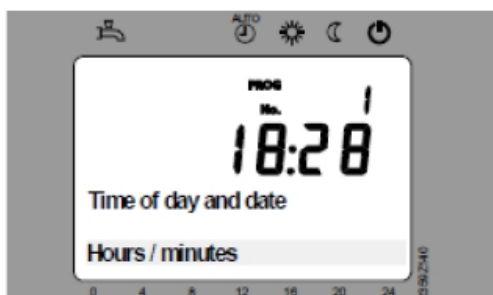 AUTO
PROG
No. 1
18:28
Time of day and date
Hours / minutes
0 4 8 12 16 20 24